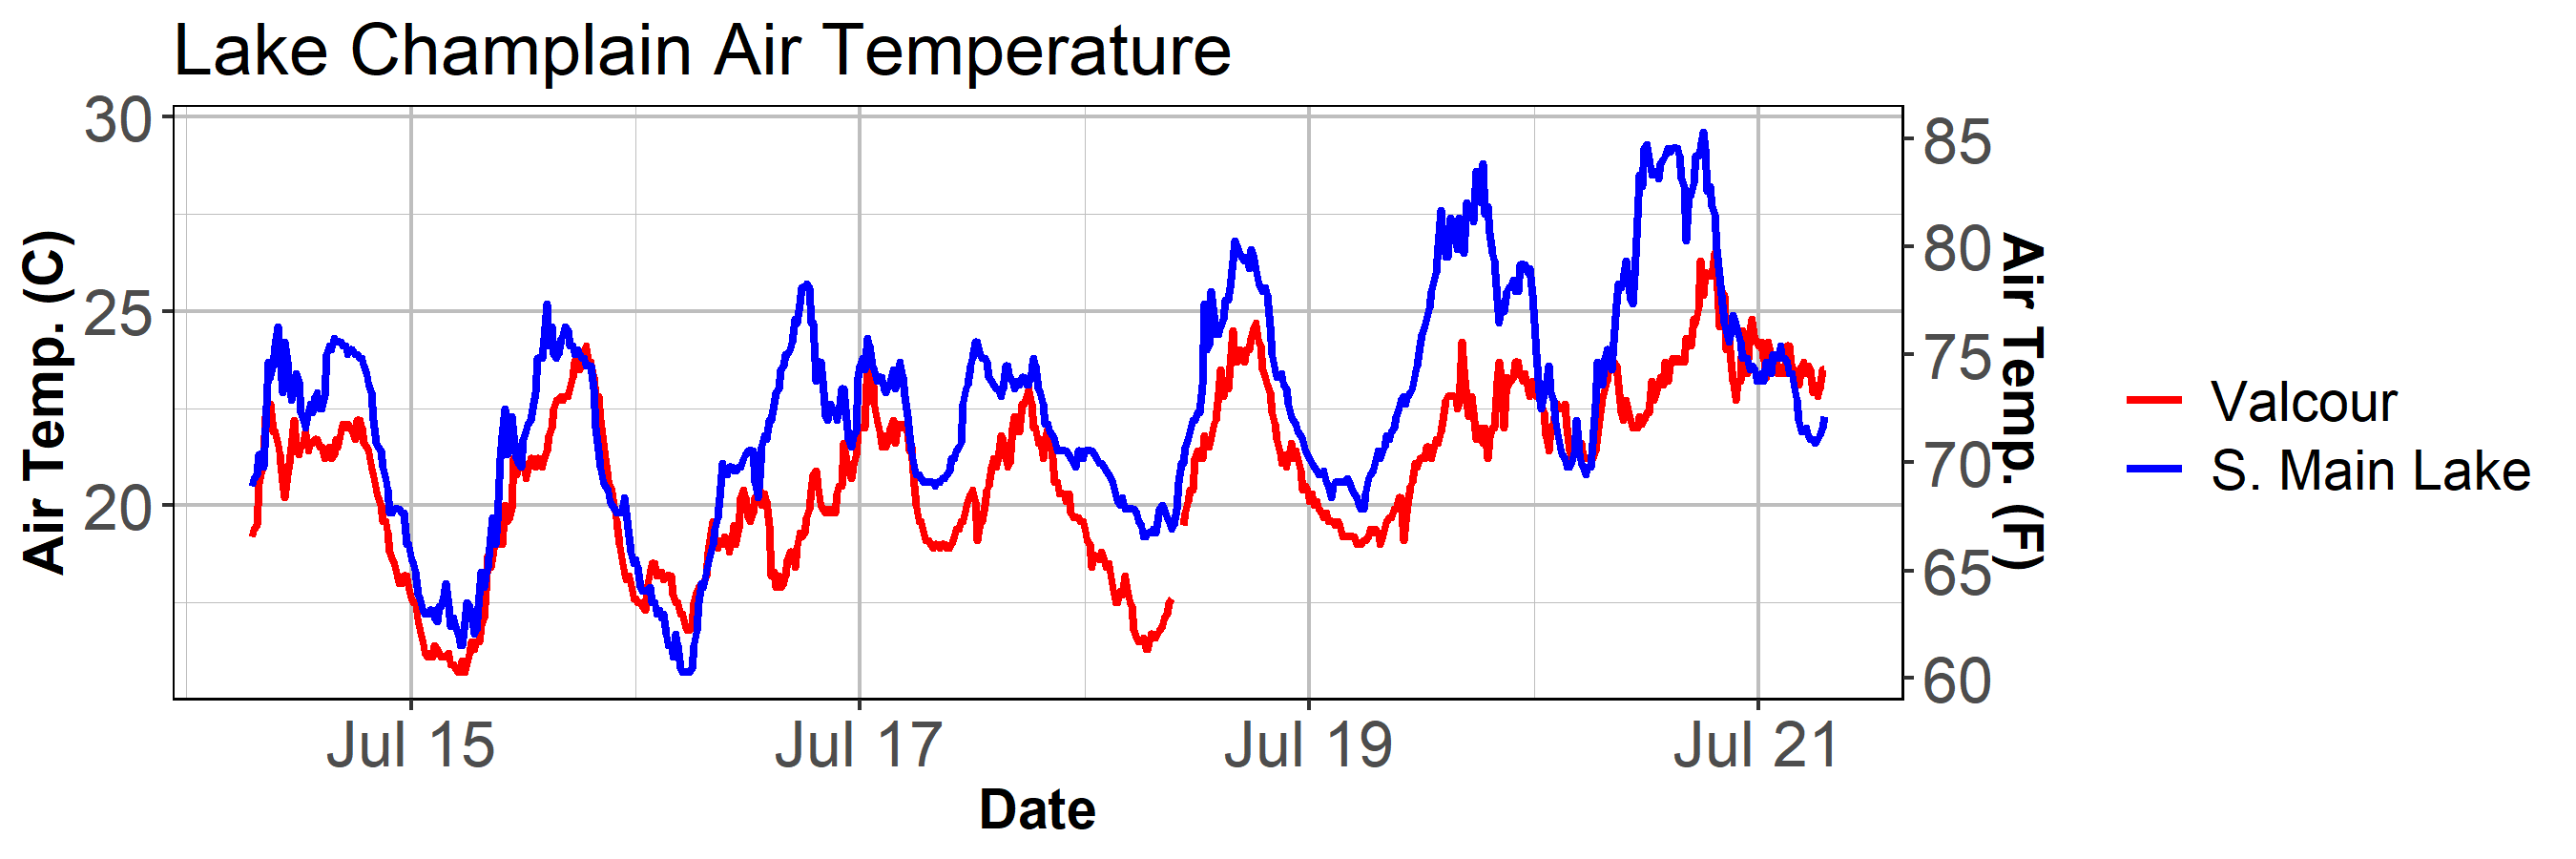 Lake Champlain Air Temperature
30
25
20
Air Temp. (C)
85
80
75
70
65
60
Air Temp. (F)
Jul 15
Jul 17
Jul 19
Jul 21
Date
Valcour
S. Main Lake